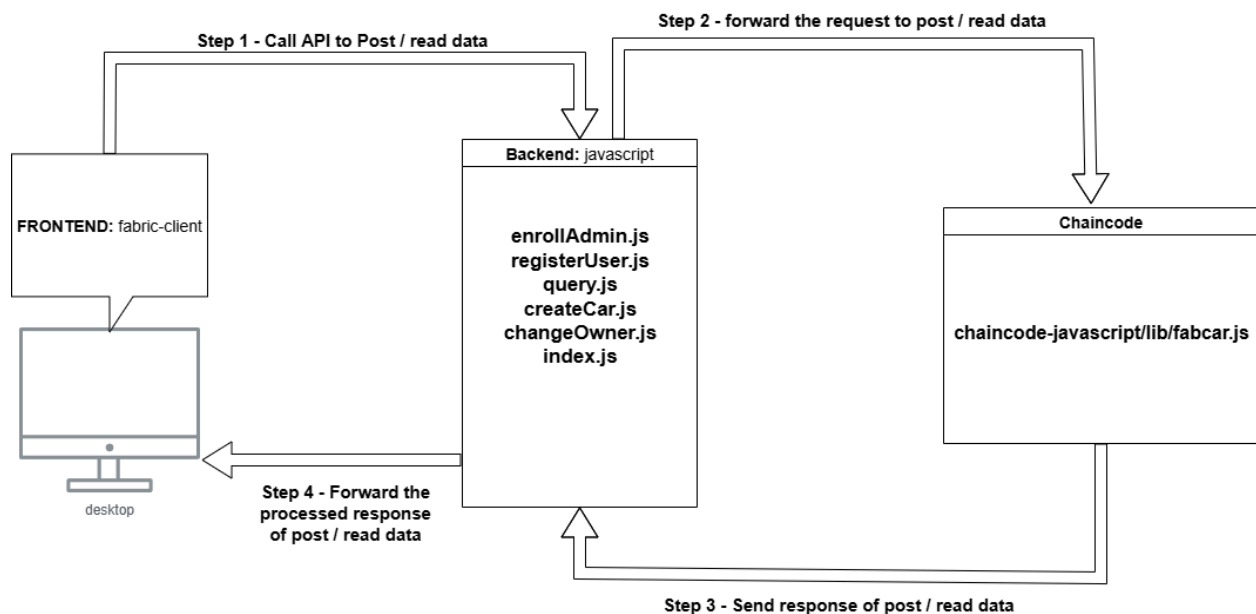 Step 1 - Call API to Post / read data
Step 2 - forward the request to post / read data
FRONTEND: fabric-client
desktop
Backend: javascript
enrollAdmin.js
registerUser.js
query.js
createCar.js
changeOwner.js
index.js
Chaincode
chaincode-javascript/lib/fabcar.js
Step 4 - Forward the
processed response
of post / read data
Step 3 - Send response of post / read data